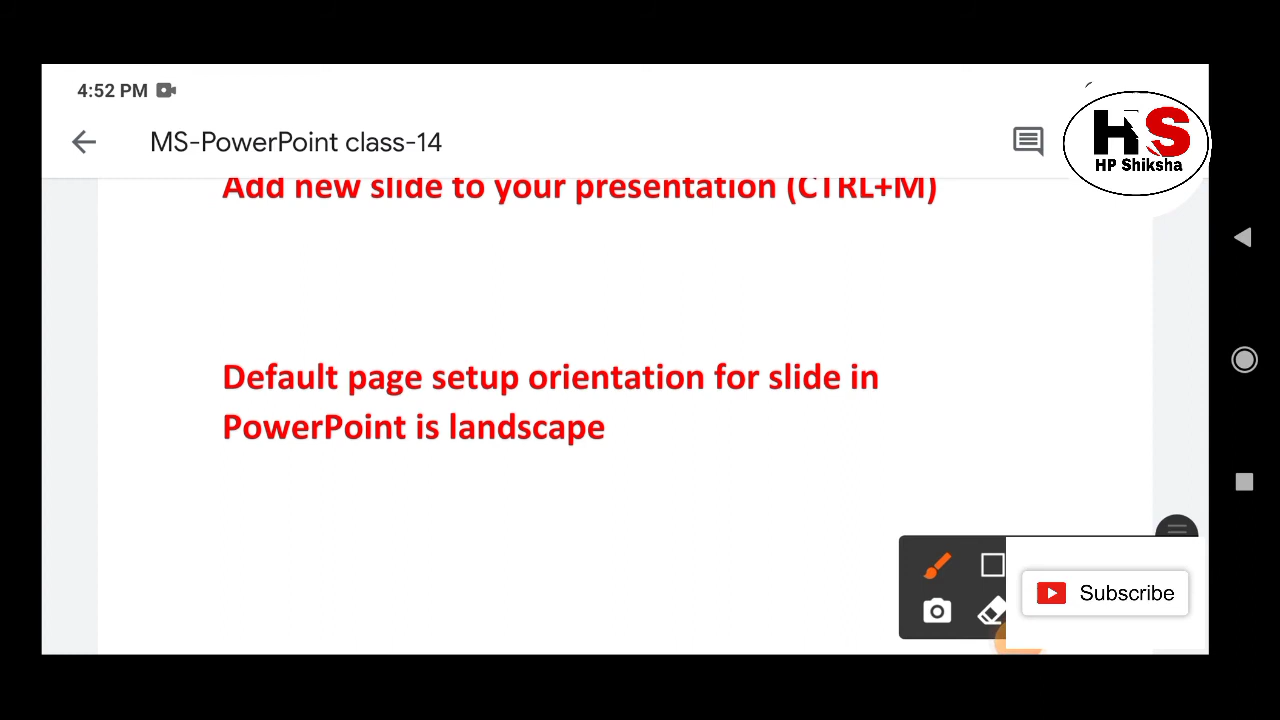 4:52 PM
MS-PowerPoint class-14
HS
HP Shiksha
Add new slide to your presentation (CTRL+M)
Default page setup orientation for slide in
PowerPoint is landscape
Subscribe